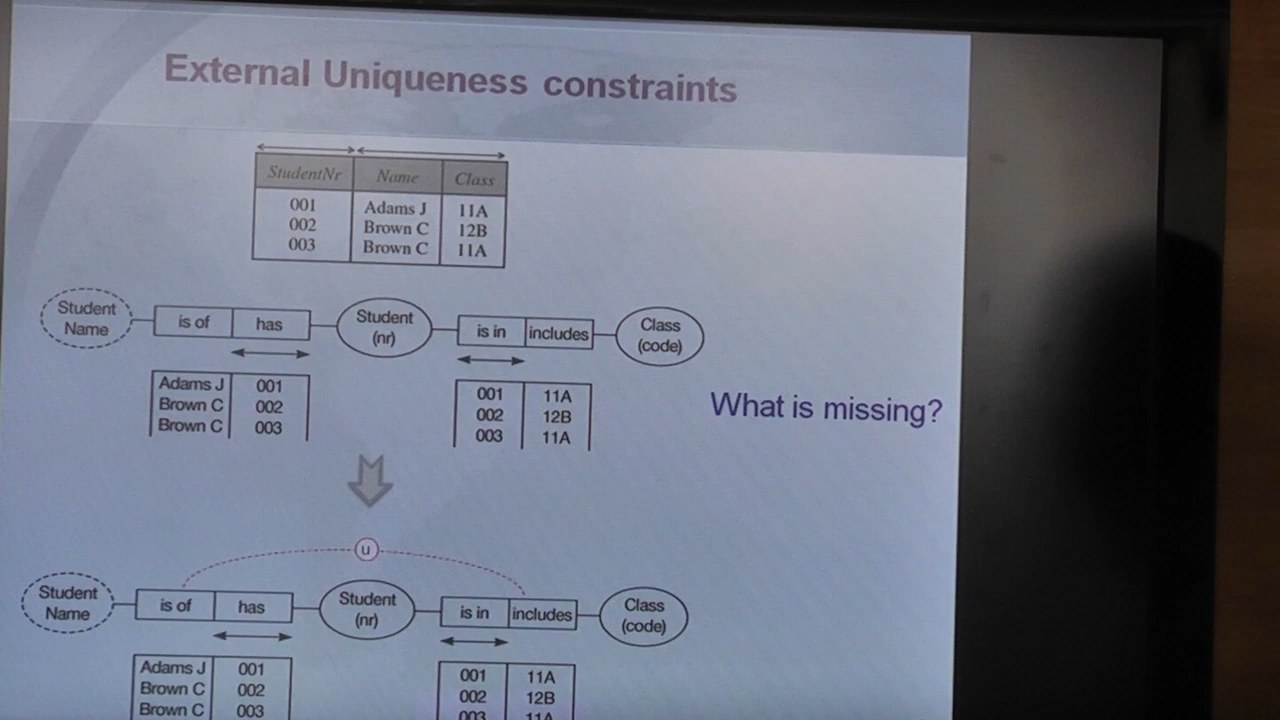 External Uniqueness constraints
StudentNr Name Class
001 Adams J 11A
002 Brown C 12B
003 Brown C 11A
Student Name is of has Student (nr) is in includes Class (code)
Adams J 001 001 11A
Brown C 002 002 12B
Brown C 003 003 11A
What is missing?
u
Student Name is of has Student (nr) is in includes Class (code)
Adams J 001 001 11A
Brown C 002 002 12B
Brown C 003 003 11A